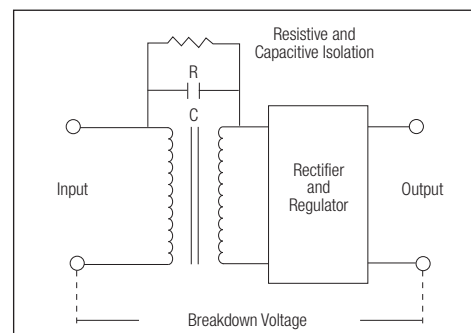 Resistive and
Capacitive Isolation
R
C
Input
Rectifier
and
Regulator
Output
Breakdown Voltage